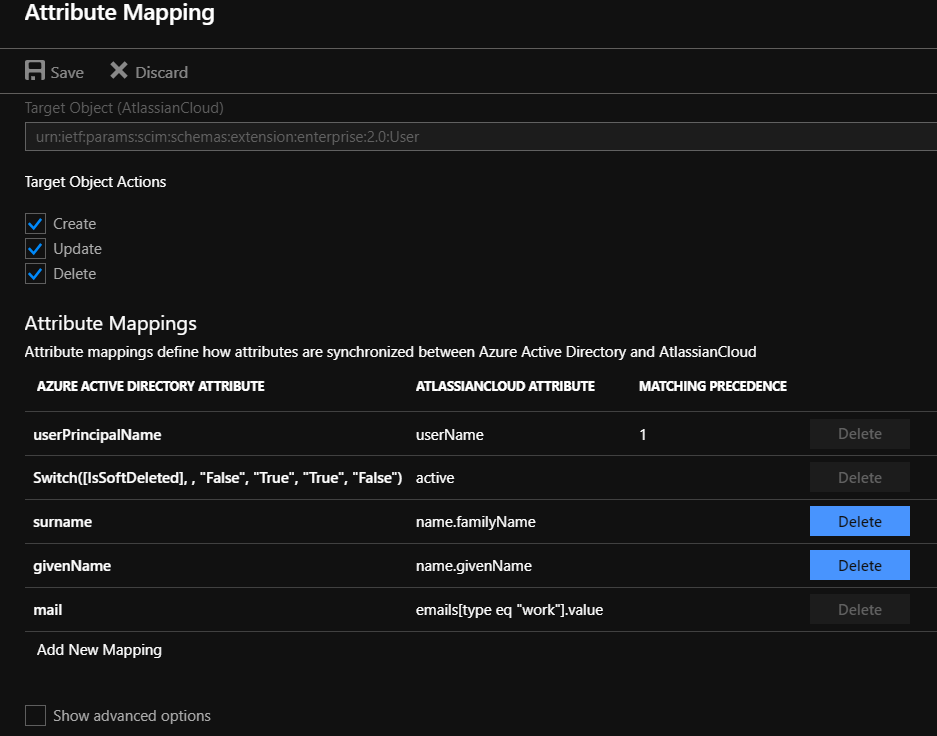 Attribute Mapping
Save Discard
Target Object (AtlassianCloud)
urn:ietf:params:scim:schemas:extension:enterprise:2.0:User
Target Object Actions
Create
Update
Delete
Attribute Mappings
Attribute mappings define how attributes are synchronized between Azure Active Directory and AtlassianCloud
AZURE ACTIVE DIRECTORY ATTRIBUTE ATLASSIANCLOUD ATTRIBUTE MATCHING PRECEDENCE
userPrincipalName userName 1 Delete
Switch([IsSoftDeleted], , "False", "True", "True", "False") active Delete
surname name.familyName Delete
givenName name.givenName Delete
mail emails[type eq "work"].value Delete
Add New Mapping
Show advanced options